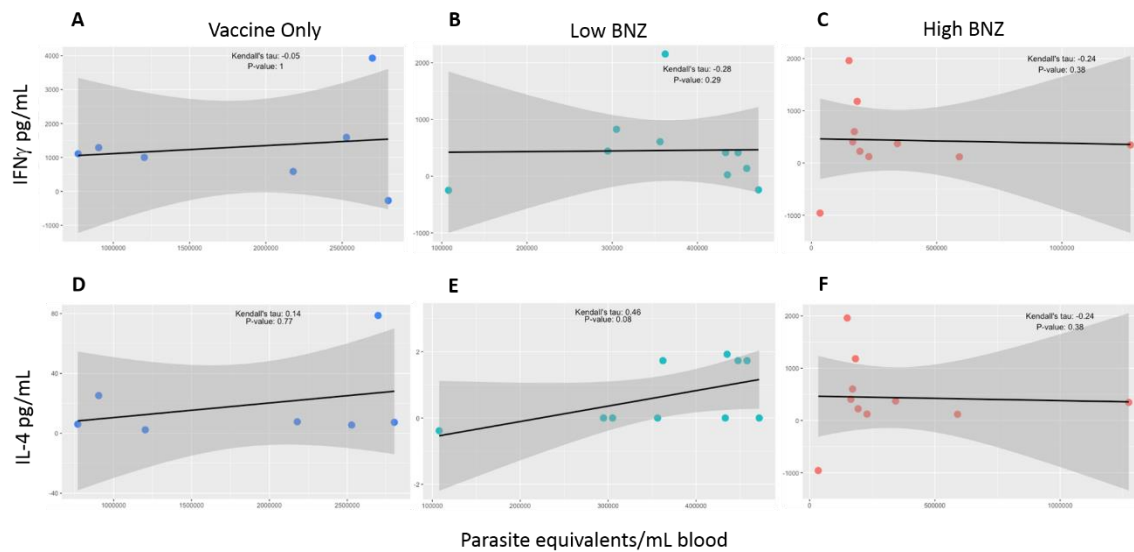 A
Vaccine Only
B
Low BNZ
C
High BNZ
IFNγ pg/mL
Kendall's tau: -0.05
P-value: 1
4000
3000
2000
1000
0
-1000
1000000
1500000
2000000
2500000
Kendall's tau: -0.28
P-value: 0.29
2000
1000
0
-1000
100000
200000
300000
400000
Kendall's tau: -0.24
P-value: 0.38
2000
1000
0
-1000
0
500000
1000000
D
E
F
IL-4 pg/mL
Kendall's tau: 0.14
P-value: 0.77
80
40
0
-40
1000000
1500000
2000000
2500000
Kendall's tau: 0.46
P-value: 0.08
2
0
-2
100000
200000
300000
400000
Kendall's tau: -0.24
P-value: 0.38
2000
1000
0
-1000
0
500000
1000000
Parasite equivalents/mL blood